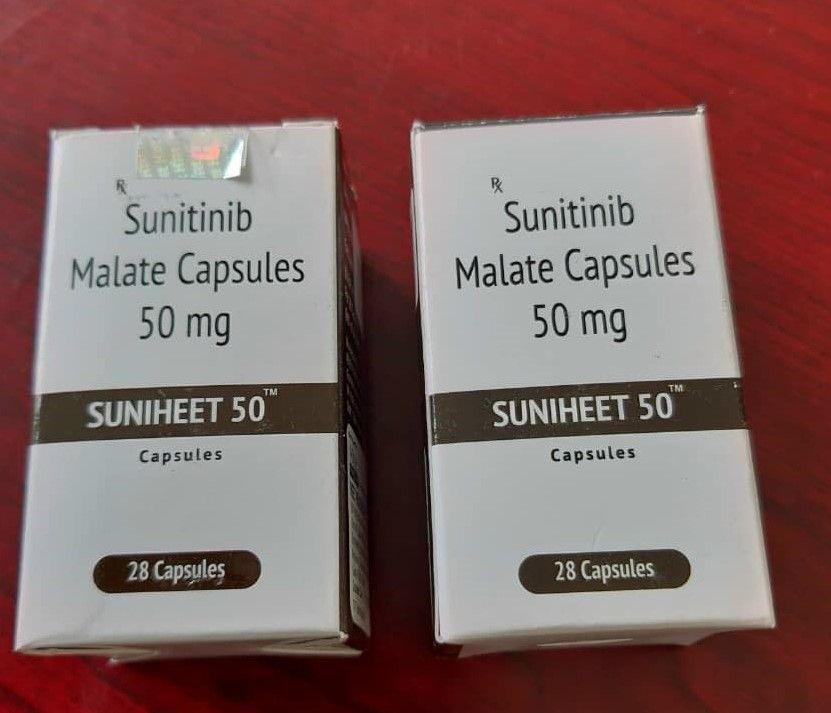 ℞
Sunitinib
Malate Capsules
50 mg
SUNIHEET 50™
Capsules
28 Capsules
℞
Sunitinib
Malate Capsules
50 mg
SUNIHEET 50™
Capsules
28 Capsules